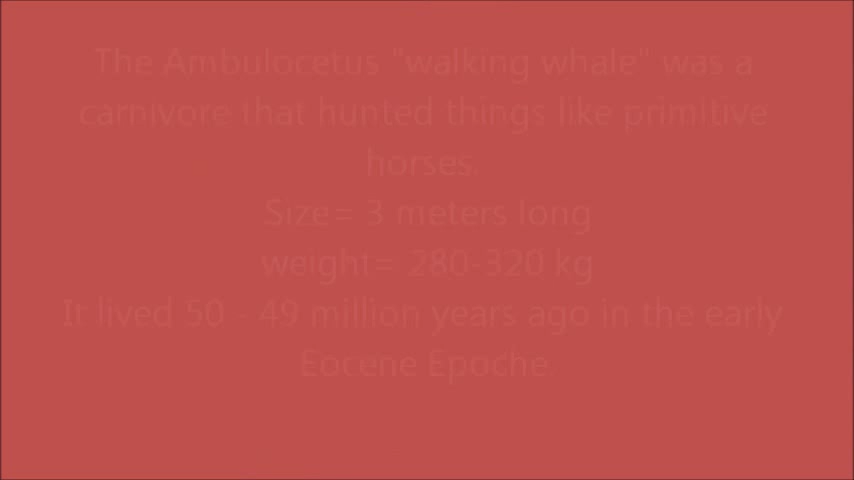 The Ambulocetus "walking whale" was a
carnivore that hunted things like primitive
horses.
Size= 3 meters long
weight= 280-320 kg
It lived 50 - 49 million years ago in the early
Eocene Epoche.